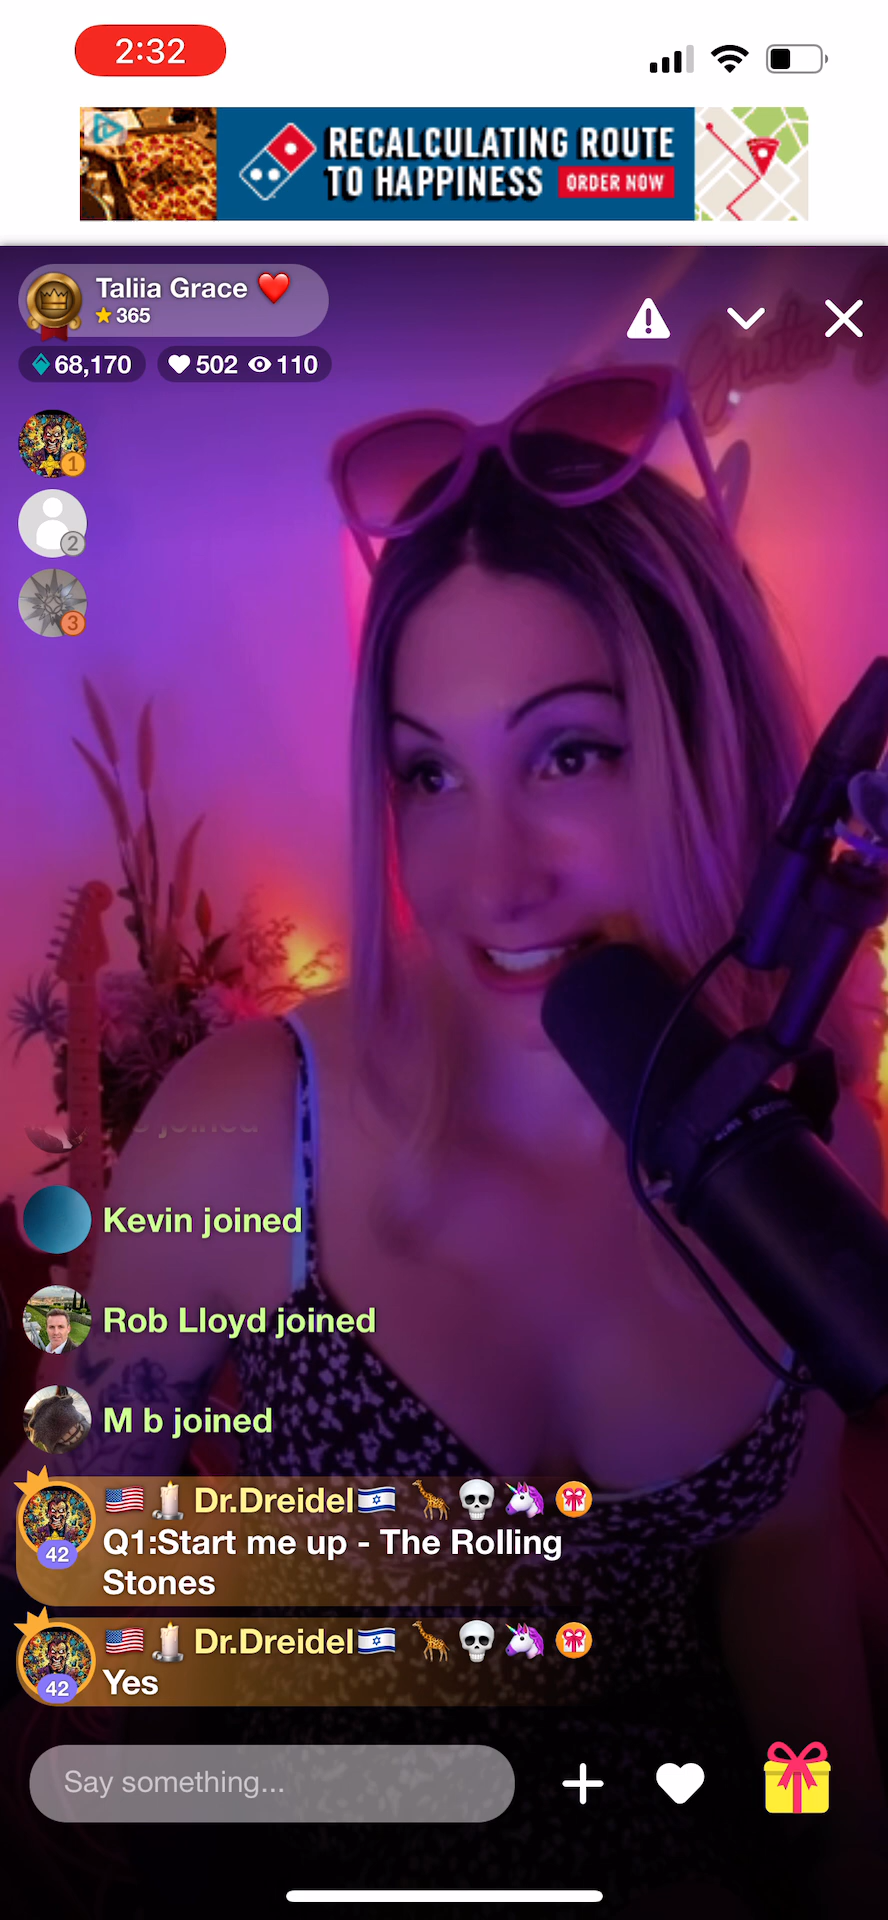 2:32
RECALCULATING ROUTE
TO HAPPINESS ORDER NOW
Taliia Grace ❤️
365
68,170 502 110
1
2
3
joined
Kevin joined
Rob Lloyd joined
M b joined
🇺🇸🕯️ Dr.Dreidel🇮🇱 🦒💀🦄
Q1:Start me up - The Rolling
Stones
42
🇺🇸🕯️ Dr.Dreidel🇮🇱 🦒💀🦄
Yes
42
Say something...